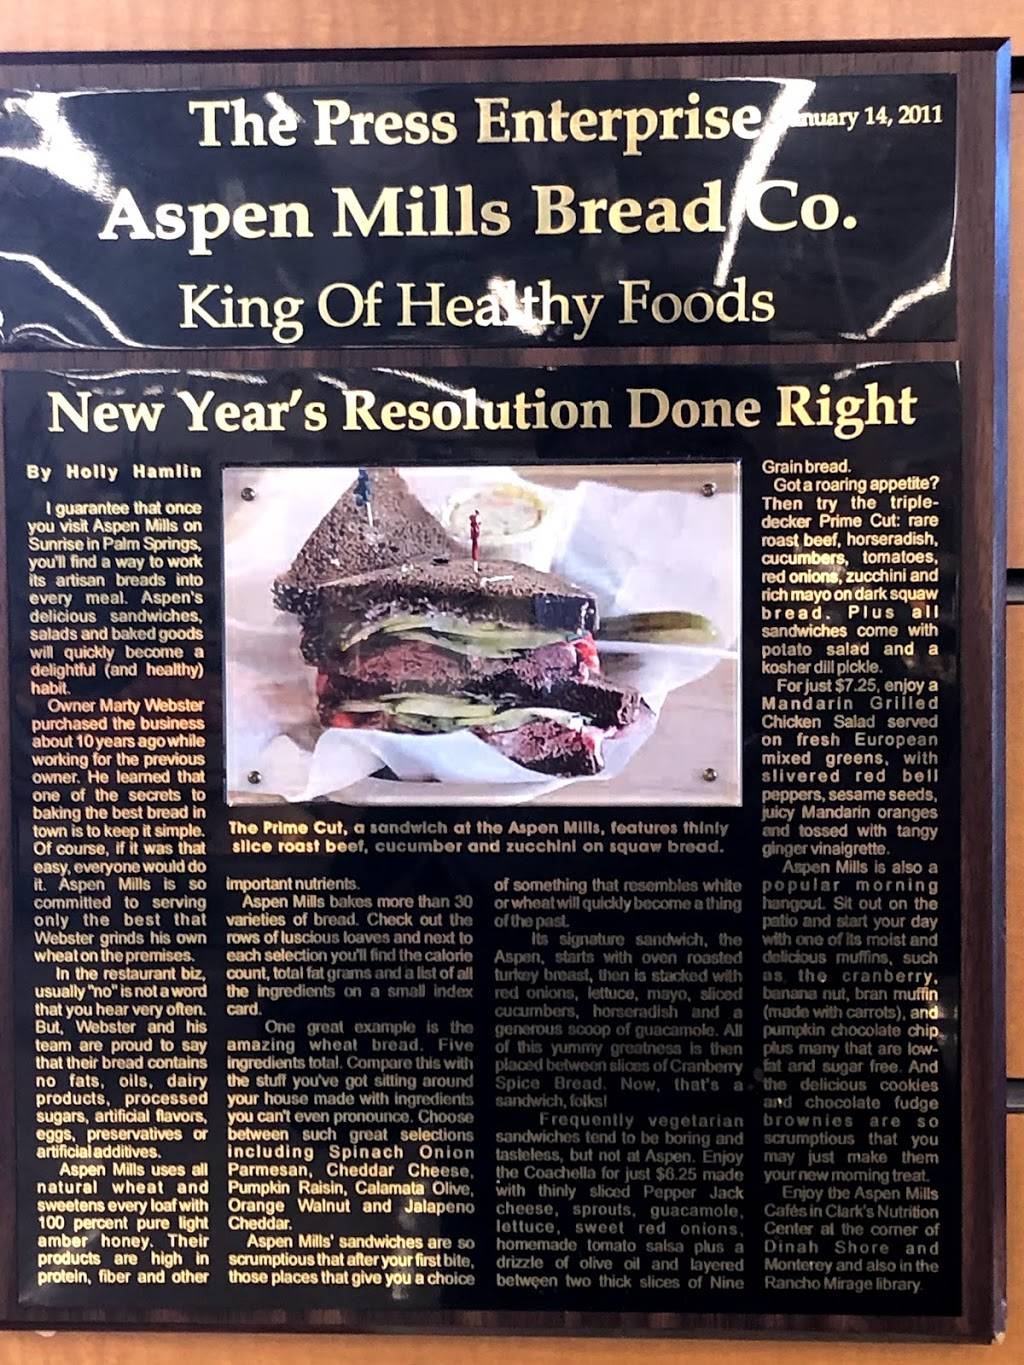 The Press Enterprise
nuary 14, 2011
Aspen Mills Bread Co.
King Of Healthy Foods
New Year's Resolution Done Right
By Holly Hamlin
I guarantee that once
you visit Aspen Mills on
Sunrise in Palm Springs,
you'll find a way to work
its artisan breads into
every meal. Aspen's
delicious sandwiches,
salads and baked goods
will quickly become a
delightful (and healthy)
habit.
Owner Marty Webster
purchased the business
about 10 years ago while
working for the previous
owner. He learned that
one of the secrets to
baking the best bread in
town is to keep it simple.
Of course, if it was that
easy, everyone would do
it. Aspen Mills is so
committed to serving
only the best that
Webster grinds his own
wheat on the premises.
In the restaurant biz,
usually "no" is not a word
that you hear very often.
But, Webster and his
team are proud to say
that their bread contains
no fats, oils, dairy
products, processed
sugars, artificial flavors,
eggs, preservatives or
artificial additives.
Aspen Mills uses all
natural wheat and
sweetens every loaf with
100 percent pure light
amber honey. Their
products are high in
protein, fiber and other
The Prime Cut, a sandwich at the Aspen Mills, features thinly
slice roast beef, cucumber and zucchini on squaw bread.
important nutrients.
Aspen Mills bakes more than 30
varieties of bread. Check out the
rows of luscious loaves and next to
each selection you'll find the calorie
count, total fat grams and a list of all
the ingredients on a small index
card.
One great example is the
amazing wheat bread. Five
ingredients total. Compare this with
the stuff you've got sitting around
your house made with ingredients
you can't even pronounce. Choose
between such great selections
including Spinach Onion
Parmesan, Cheddar Cheese,
Pumpkin Raisin, Calamata Olive,
Orange Walnut and Jalapeno
Cheddar.
Aspen Mills' sandwiches are so
scrumptious that after your first bite,
those places that give you a choice
of something that resembles white
or wheat will quickly become a thing
of the past.
Its signature sandwich, the
Aspen, starts with oven roasted
turkey breast, then is stacked with
red onions, lettuce, mayo, sliced
cucumbers, horseradish and a
generous scoop of guacamole. All
of this yummy greatness is then
placed between slices of Cranberry
Spice Bread. Now, that's a
sandwich, folks!
Frequently vegetarian
sandwiches tend to be boring and
tasteless, but not at Aspen. Enjoy
the Coachella for just $6.25 made
with thinly sliced Pepper Jack
cheese, sprouts, guacamole,
lettuce, sweet red onions,
homemade tomato salsa plus a
drizzle of olive oil and layered
between two thick slices of Nine
Grain bread.
Got a roaring appetite?
Then try the triple-
decker Prime Cut: rare
roast beef, horseradish,
cucumbers, tomatoes,
red onions, zucchini and
rich mayo on dark squaw
bread. Plus all
sandwiches come with
potato salad and a
kosher dill pickle.
For just $7.25, enjoy a
Mandarin Grilled
Chicken Salad served
on fresh European
mixed greens, with
slivered red bell
peppers, sesame seeds,
juicy Mandarin oranges
and tossed with tangy
ginger vinaigrette.
Aspen Mills is also a
popular morning
hangout. Sit out on the
patio and start your day
with one of its moist and
delicious muffins, such
as the cranberry,
banana nut, bran muffin
(made with carrots), and
pumpkin chocolate chip,
plus many that are low-
fat and sugar free. And
the delicious cookies
and chocolate fudge
brownies are so
scrumptious that you
may just make them
your new morning treat.
Enjoy the Aspen Mills
Cafés in Clark's Nutrition
Center at the corner of
Dinah Shore and
Monterey and also in the
Rancho Mirage library.